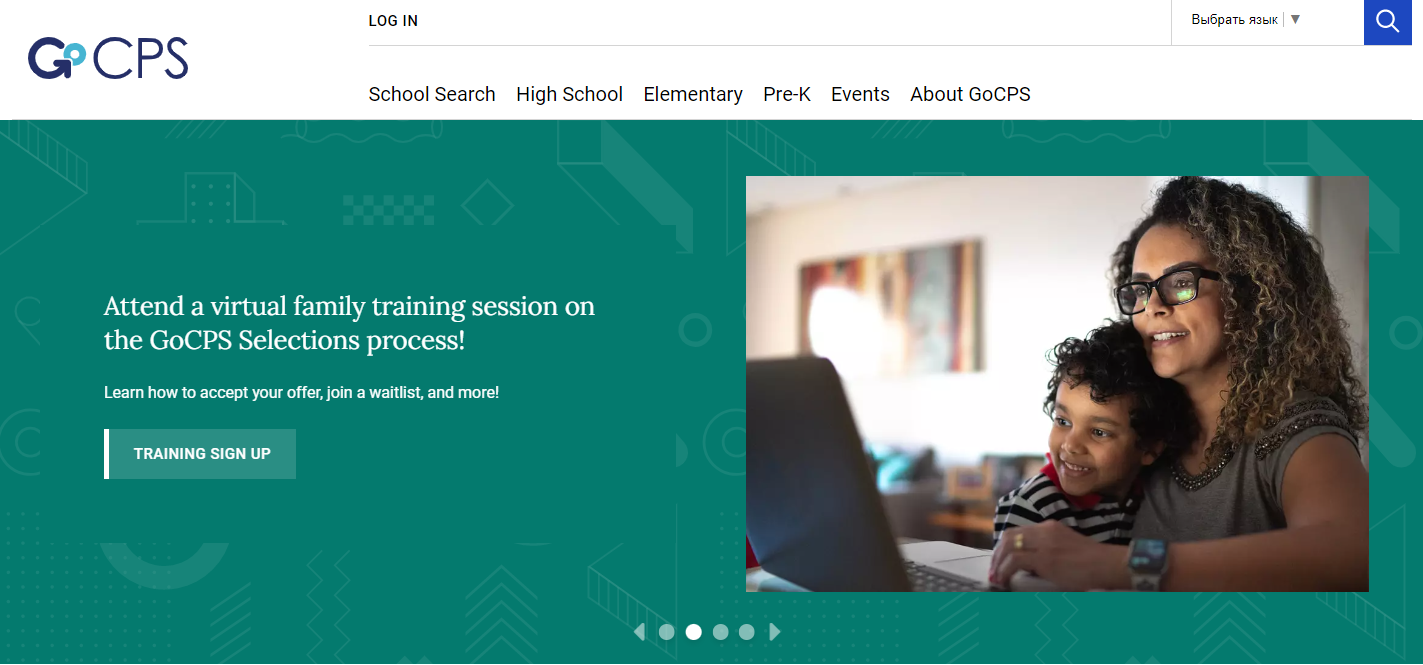 LOG IN
Выбрать язык ▼
GoCPS
School Search High School Elementary Pre-K Events About GoCPS
Attend a virtual family training session on
the GoCPS Selections process!
Learn how to accept your offer, join a waitlist, and more!
TRAINING SIGN UP